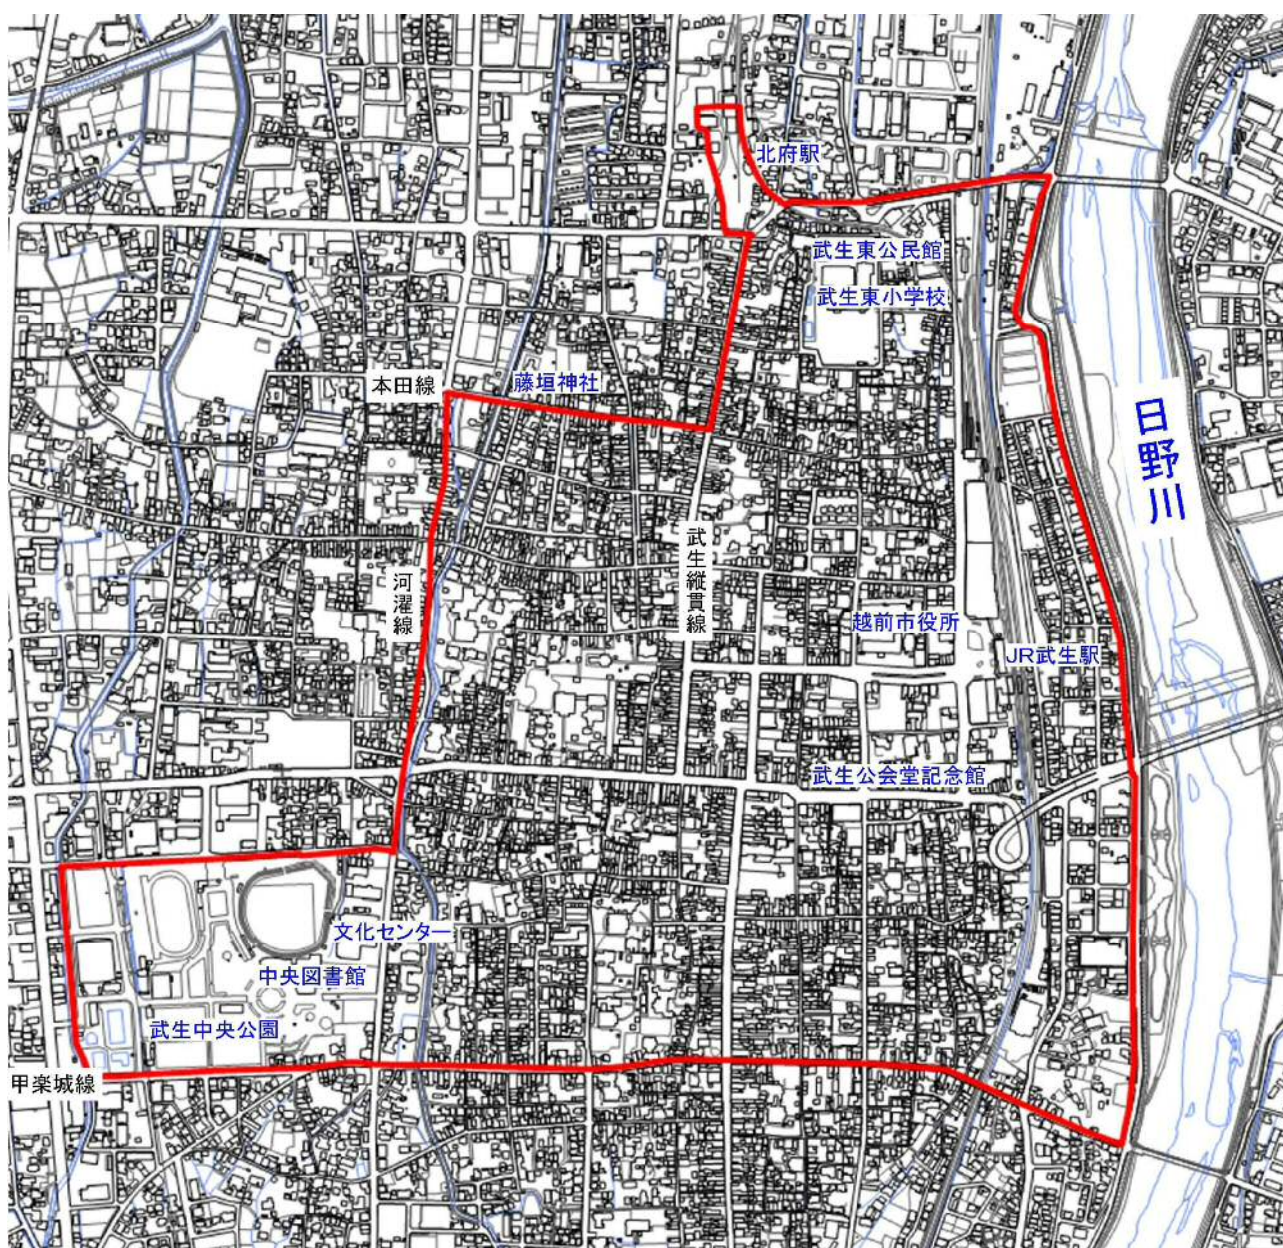 北府駅
武生東公民館
武生東小学校
本田線
藤垣神社
日野川
武生縦貫線
河濯線
越前市役所
JR武生駅
武生公会堂記念館
文化センター
中央図書館
武生中央公園
甲楽城線